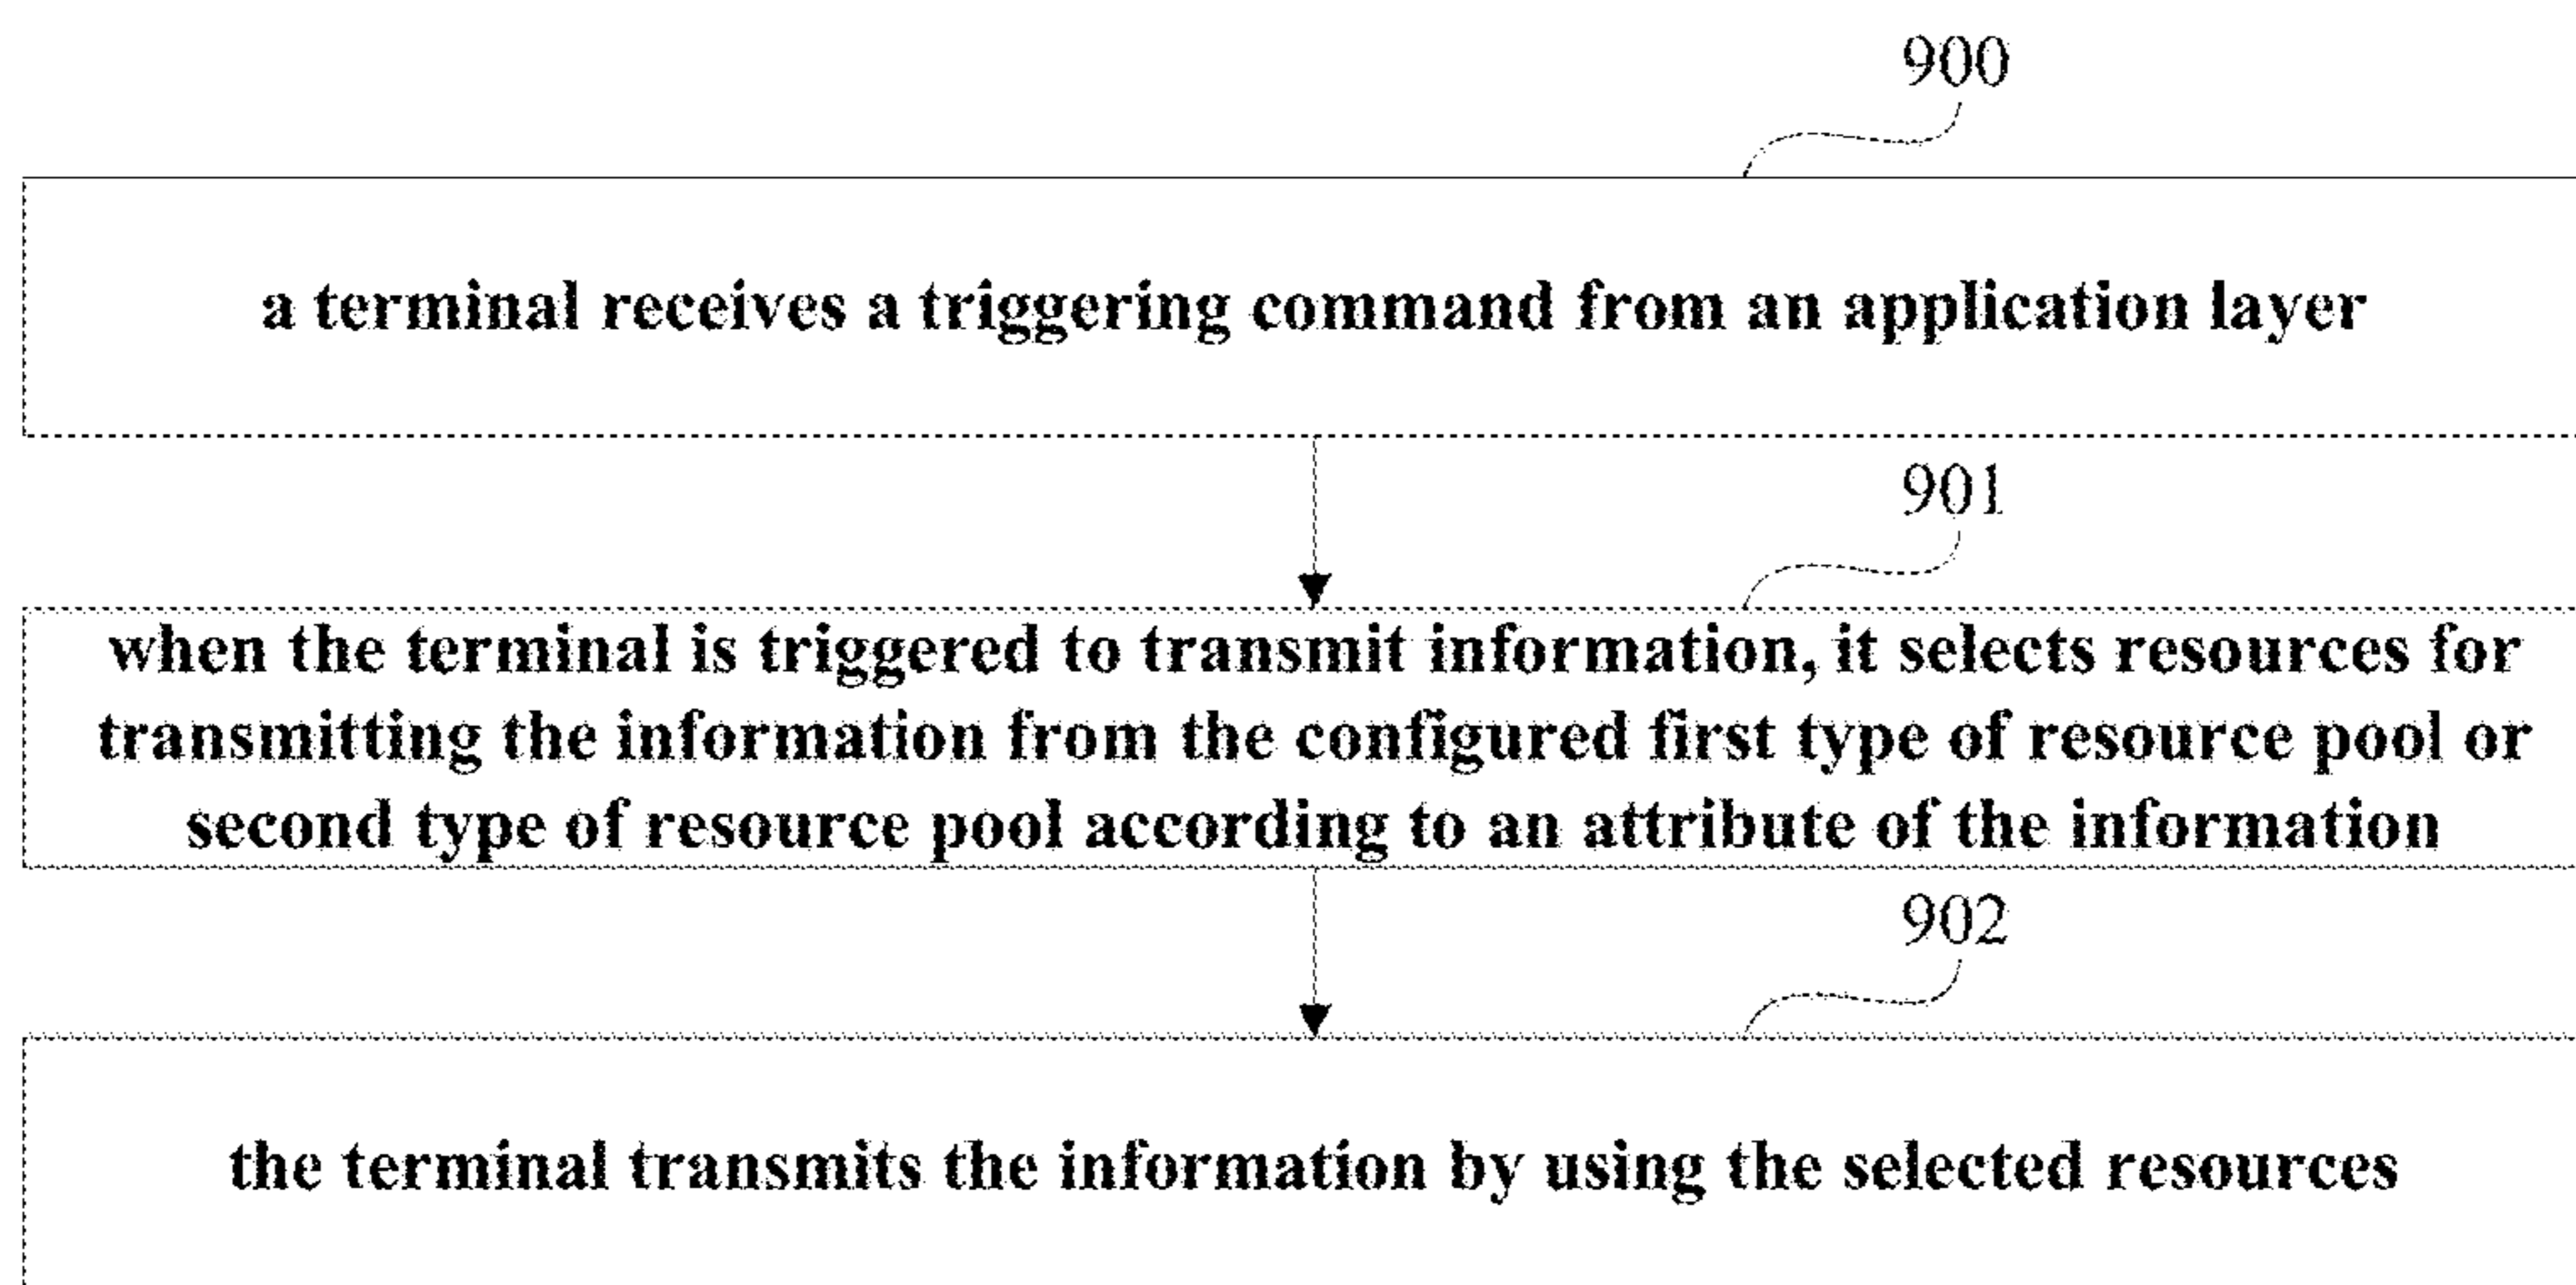 900
a terminal receives a triggering command from an application layer
901
when the terminal is triggered to transmit information, it selects resources for
transmitting the information from the configured first type of resource pool or
second type of resource pool according to an attribute of the information
902
the terminal transmits the information by using the selected resources